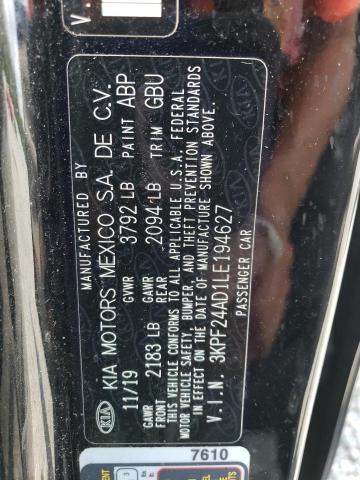 MANUFACTURED BY
KIA KIA MOTORS MEXICO S.A. DE C.V.
11/19 GVWR 3792 LB PAINT ABP
GAWR FRONT 2183 LB GAWR REAR 2094 LB TRIM GBU
THIS VEHICLE CONFORMS TO ALL APPLICABLE U.S.A. FEDERAL
MOTOR VEHICLE SAFETY, BUMPER, AND THEFT PREVENTION STANDARDS
IN EFFECT ON THE DATE OF MANUFACTURE SHOWN ABOVE.
V.I.N. 3KPF24AD1LE194627
PASSENGER CAR
7610